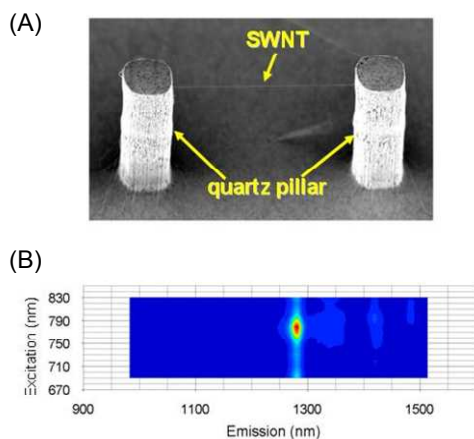 (A)
SWNT
quartz pillar
(B)
Excitation (nm)
830
790
750
710
670
900
1100
1300
1500
Emission (nm)